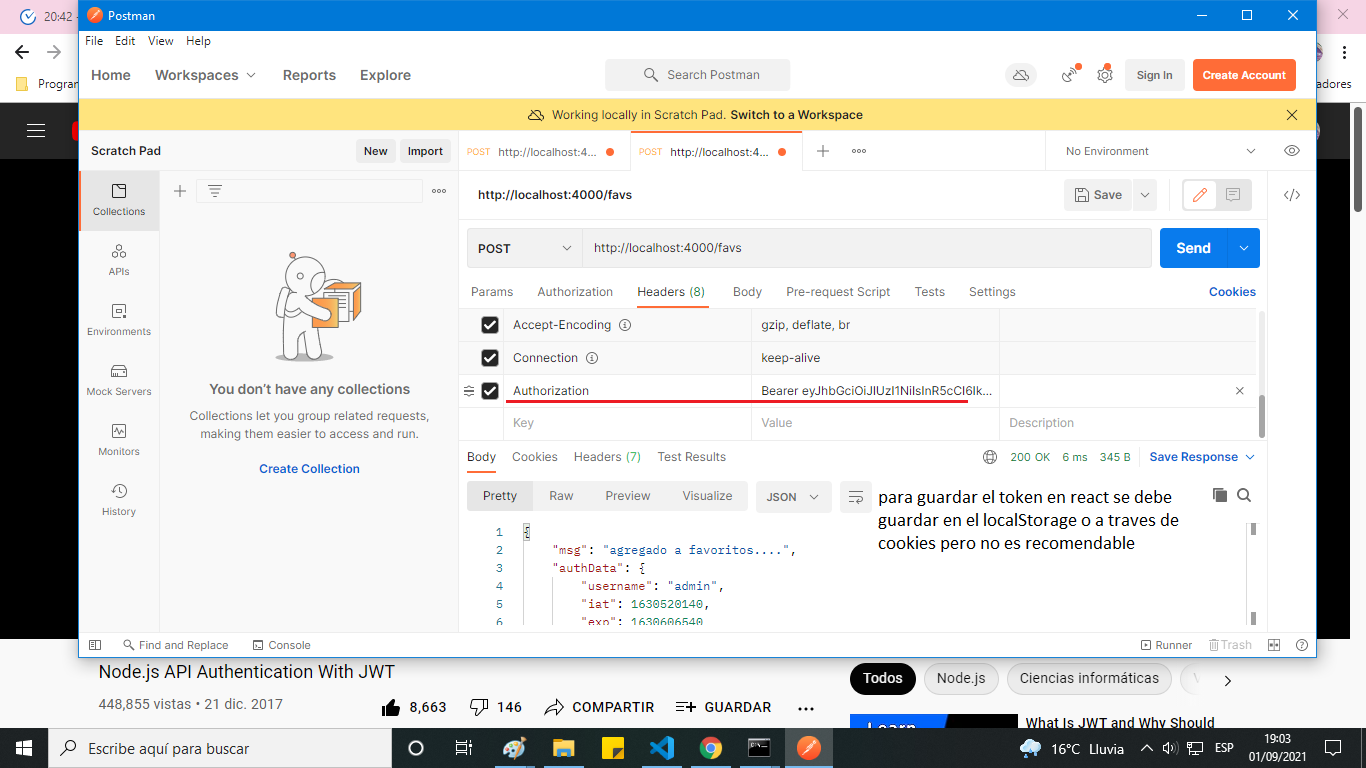 20:42
Postman
File Edit View Help
Home Workspaces Reports Explore
Search Postman
Sign In
Create Account
Working locally in Scratch Pad. Switch to a Workspace
Scratch Pad
New Import
POST http://localhost:4...
POST http://localhost:4...
No Environment
Collections
APIs
Environments
Mock Servers
Monitors
History
You don't have any collections
Collections let you group related requests,
making them easier to access and run.
Create Collection
http://localhost:4000/favs
Save
POST http://localhost:4000/favs
Send
Params Authorization Headers (8) Body Pre-request Script Tests Settings Cookies
Accept-Encoding gzip, deflate, br
Connection keep-alive
Authorization Bearer eyJhbGciOiJIUzI1NiIsInR5cCI6Ik...
Key Value Description
Body Cookies Headers (7) Test Results 200 OK 6 ms 345 B Save Response
Pretty Raw Preview Visualize JSON
para guardar el token en react se debe
guardar en el localStorage o a traves de
cookies pero no es recomendable
1 {
2 "msg": "agregado a favoritos....",
3 "authData": {
4 "username": "admin",
5 "iat": 1630520140,
6 "exp": 1630606540
Find and Replace Console Runner Trash
Node.js API Authentication With JWT
448,855 vistas • 21 dic. 2017
8,663 146 COMPARTIR GUARDAR
Todos Node.js Ciencias informáticas
Learn
What Is JWT and Why Should
Escribe aquí para buscar
16°C Lluvia
ESP
19:03
01/09/2021